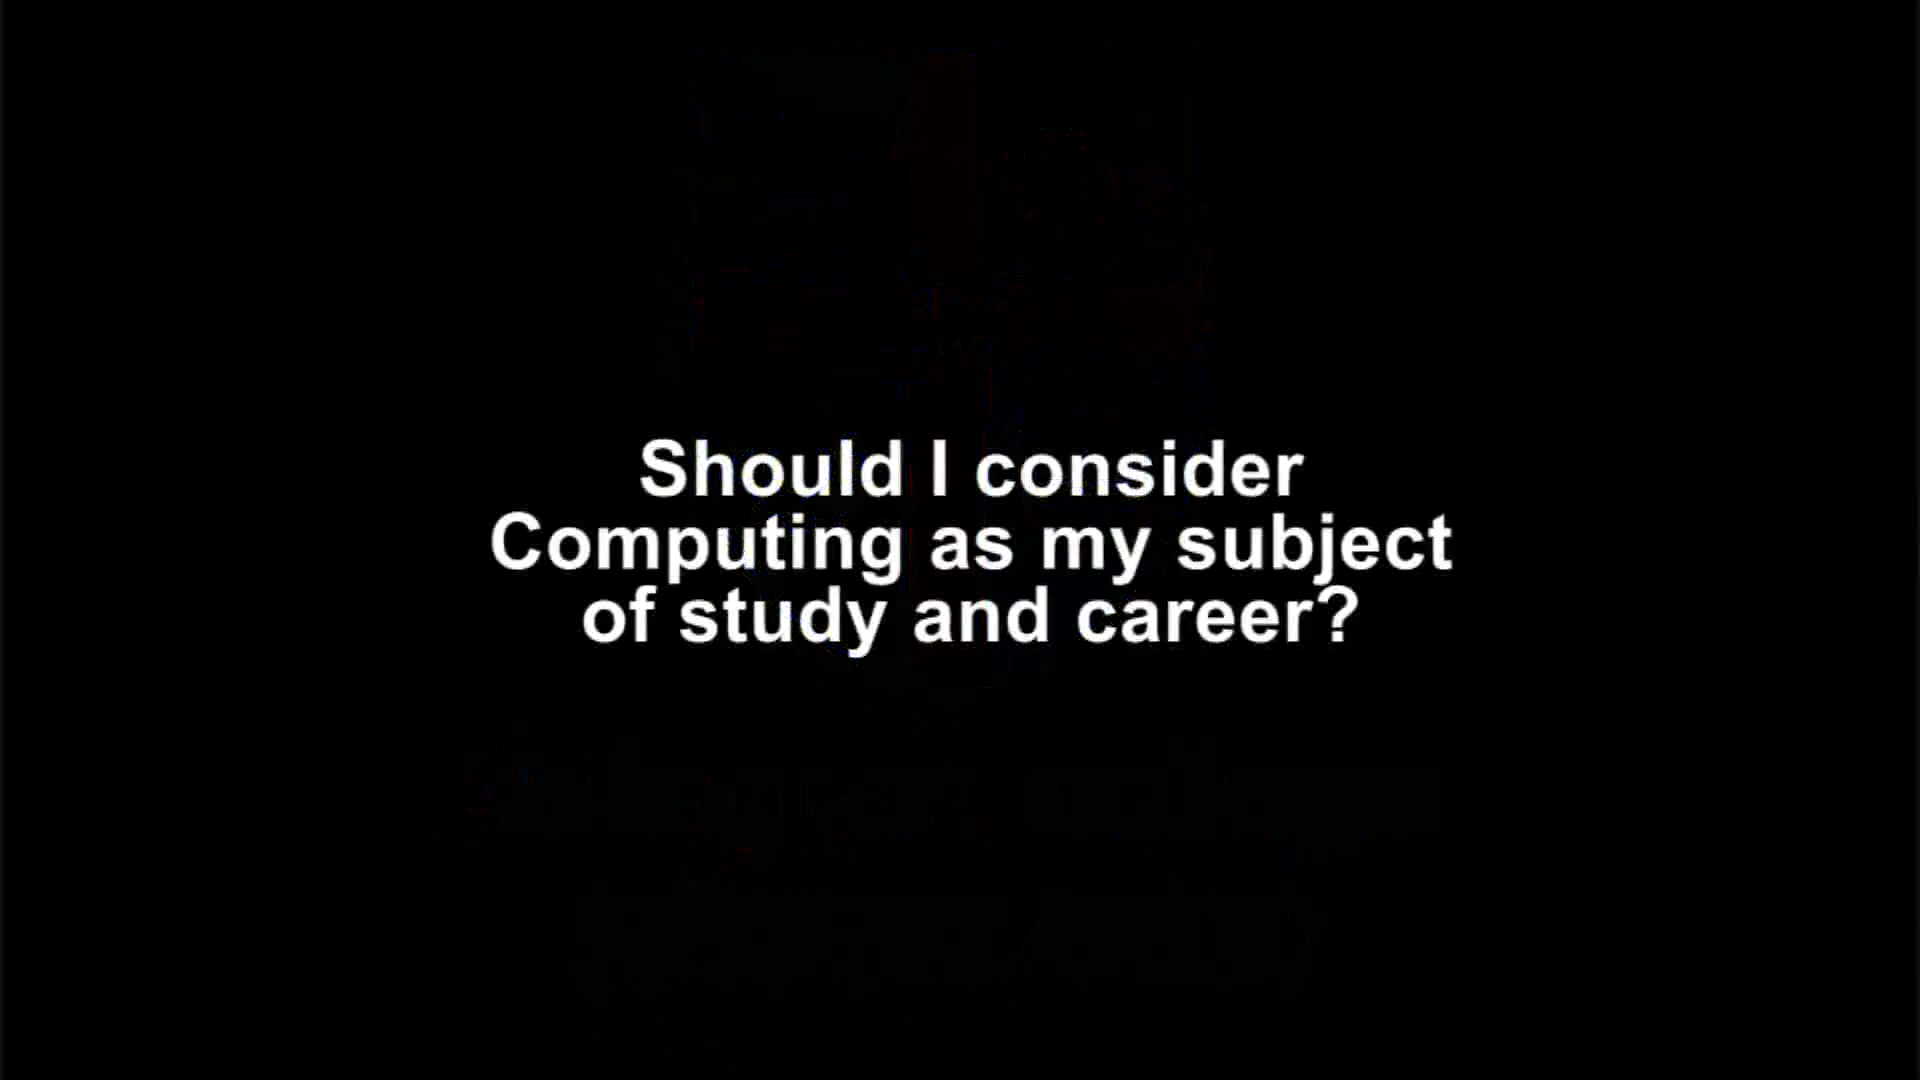 Should I consider
Computing as my subject
of study and career?